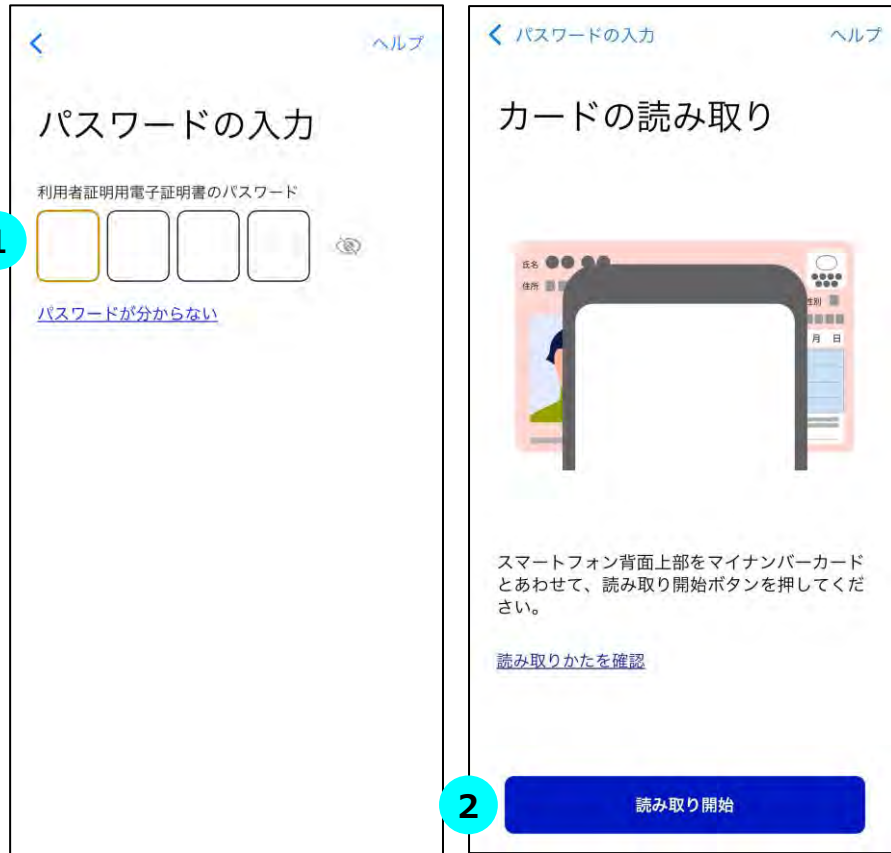 ヘルプ
パスワードの入力
利用者証明用電子証明書のパスワード
1
パスワードが分からない
パスワードの入力
ヘルプ
カードの読み取り
氏名
住所
性別
月 日
スマートフォン背面上部をマイナンバーカード
とあわせて、読み取り開始ボタンを押してくだ
さい。
読み取りかたを確認
2
読み取り開始